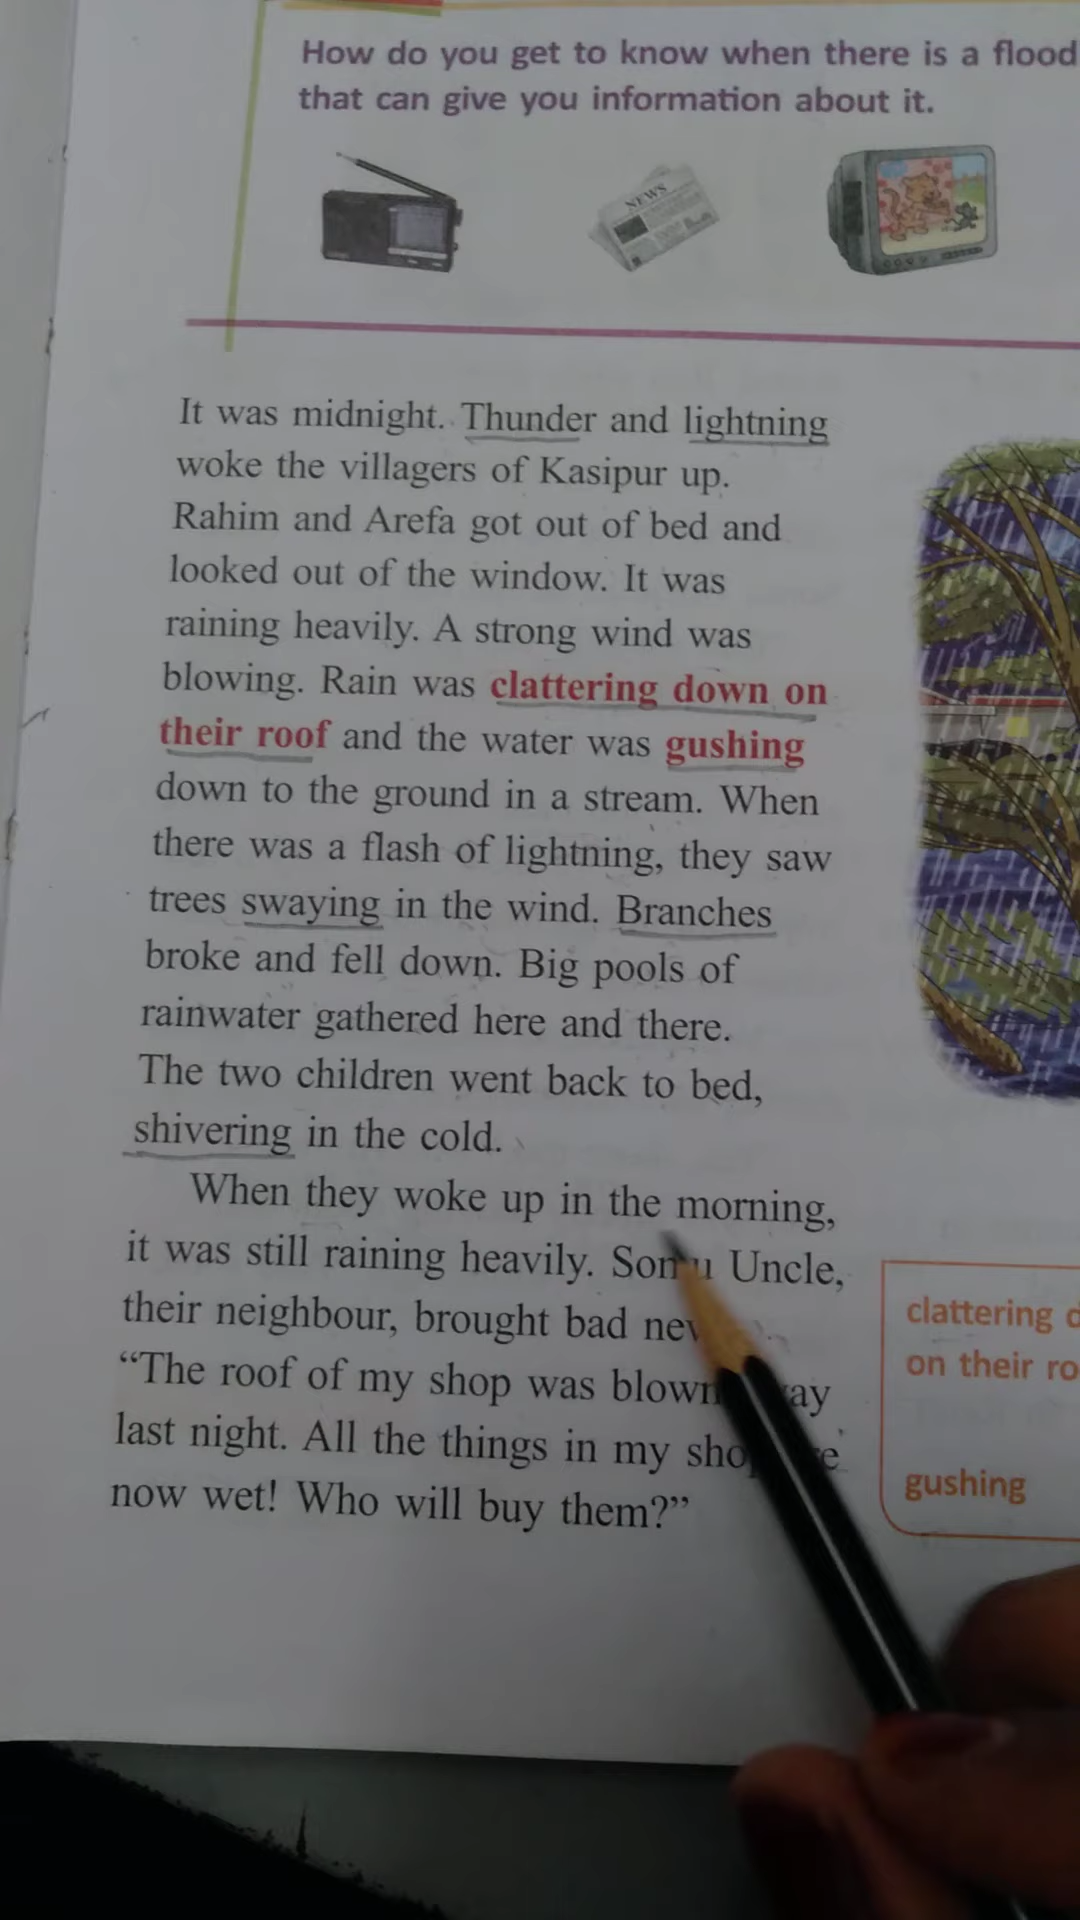 How do you get to know when there is a flood
that can give you information about it.
NEWS
It was midnight. Thunder and lightning
woke the villagers of Kasipur up.
Rahim and Arefa got out of bed and
looked out of the window. It was
raining heavily. A strong wind was
blowing. Rain was clattering down on
their roof and the water was gushing
down to the ground in a stream. When
there was a flash of lightning, they saw
trees swaying in the wind. Branches
broke and fell down. Big pools of
rainwater gathered here and there.
The two children went back to bed,
shivering in the cold.
When they woke up in the morning,
it was still raining heavily. Somu Uncle,
their neighbour, brought bad
“The roof of my shop was blown
last night. All the things in my
now wet! Who will buy them?”
clattering
on their
gushing